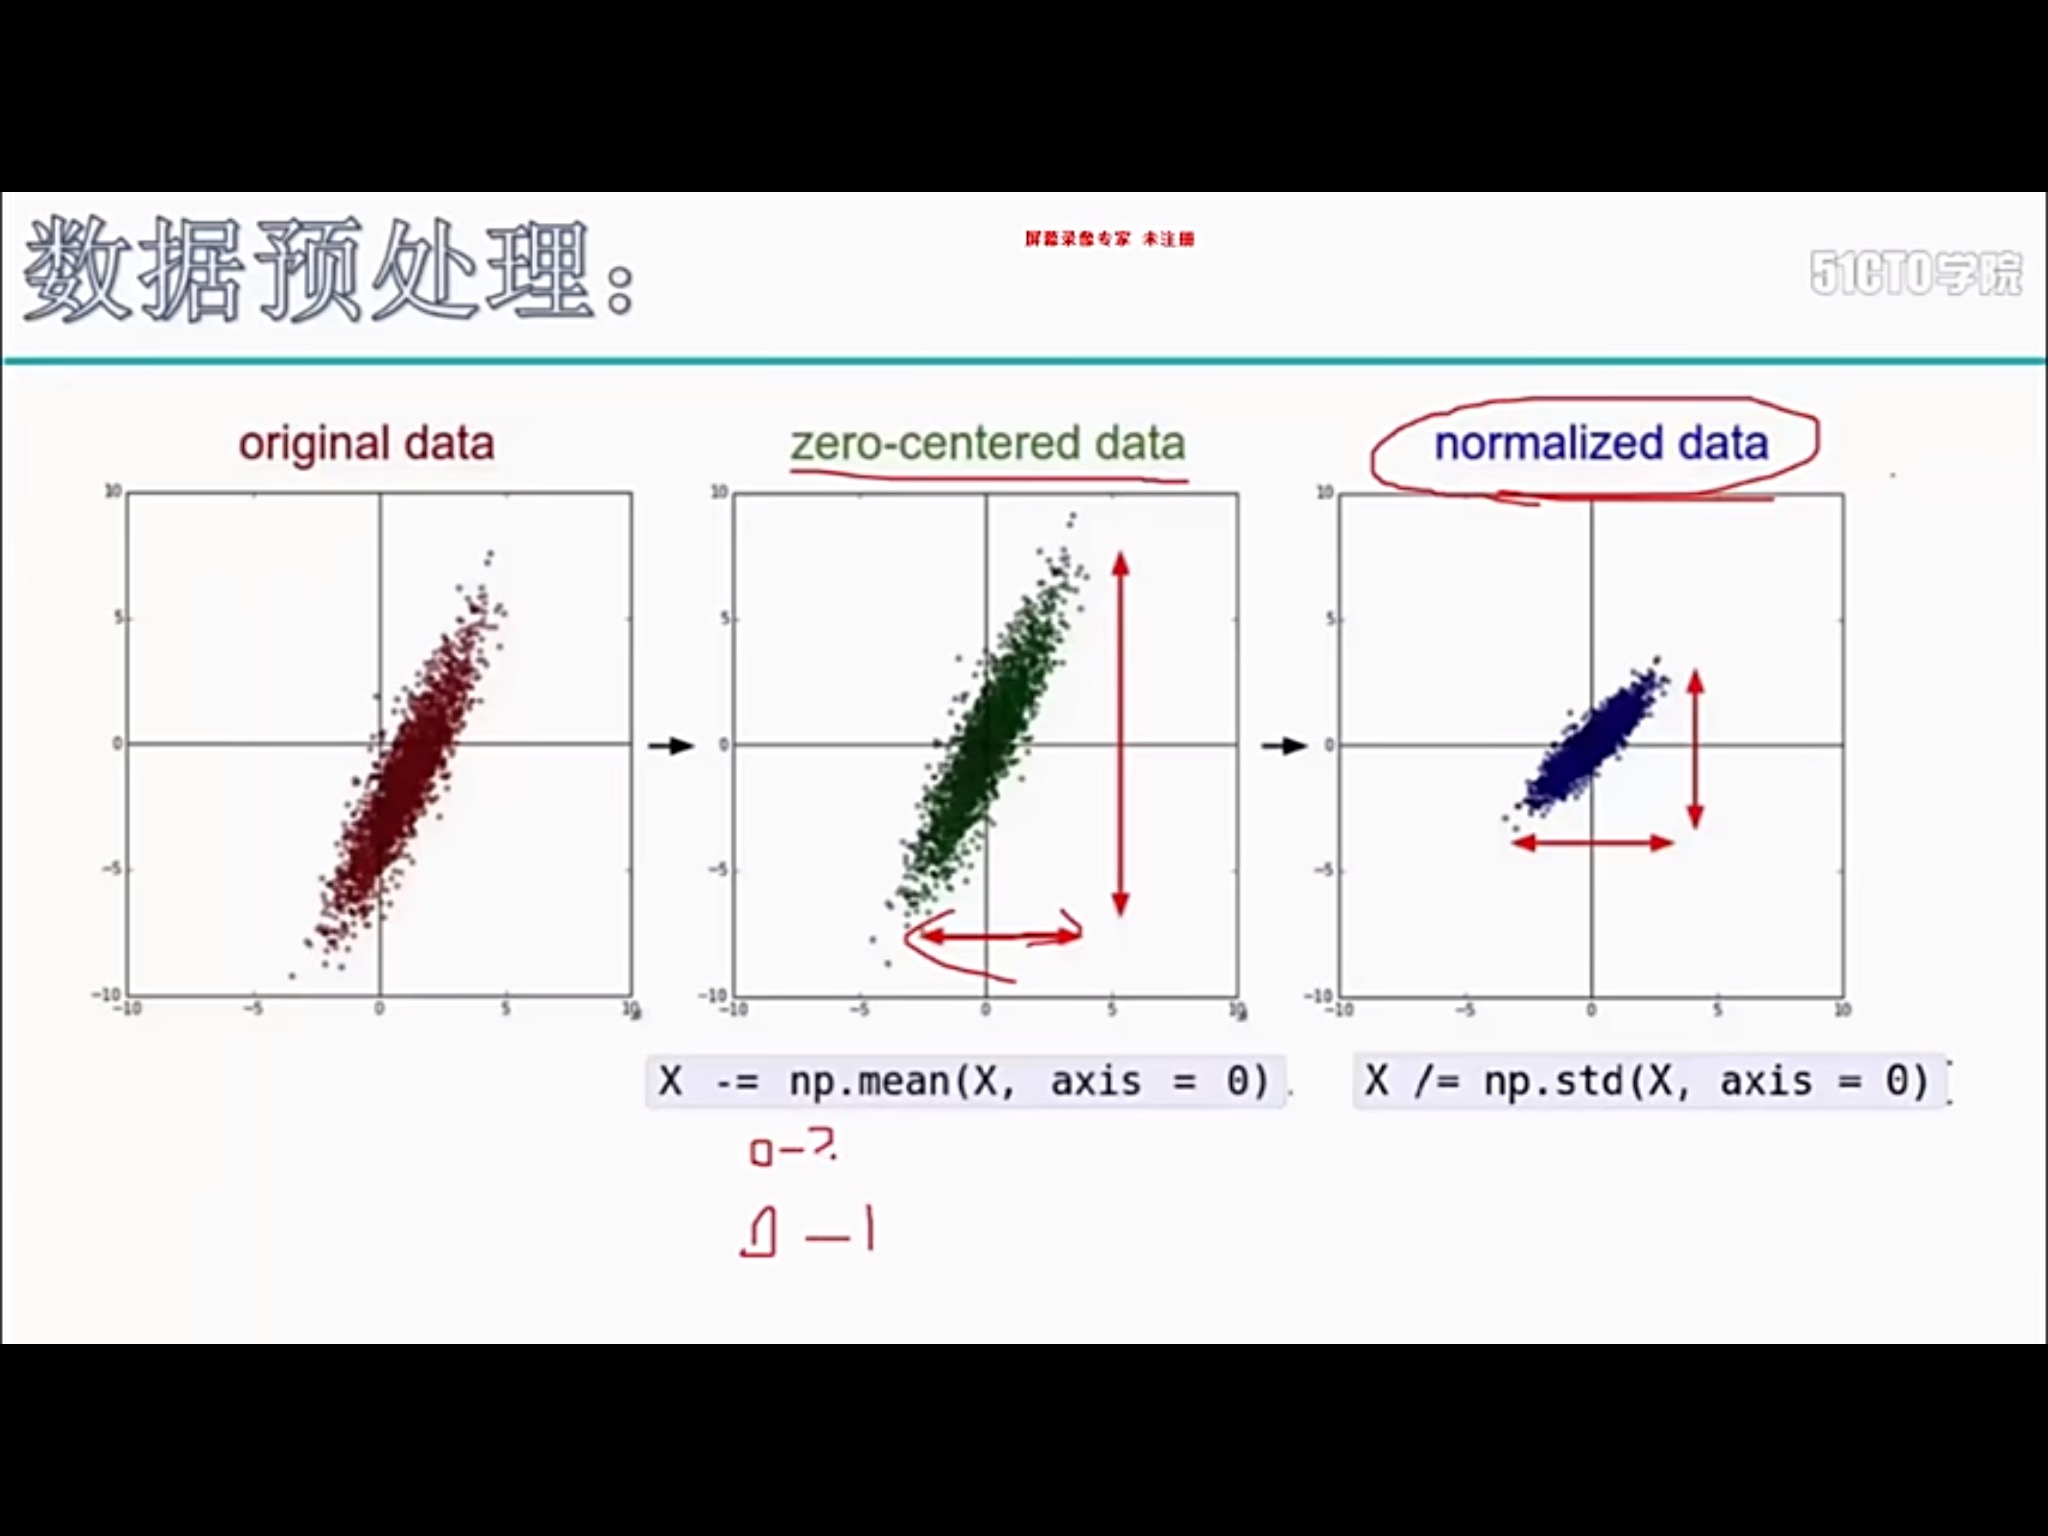 数据预处理:
屏幕录像专家 未注册
51CTO学院
original data
zero-centered data
normalized data
10
5
0
−5
−10
−10 −5 0 5 10
10
5
0
−5
−10
−10 −5 0 5 10
10
5
0
−5
−10
−10 −5 0 5 10
X -= np.mean(X, axis = 0)
X /= np.std(X, axis = 0)
0-2
0-1